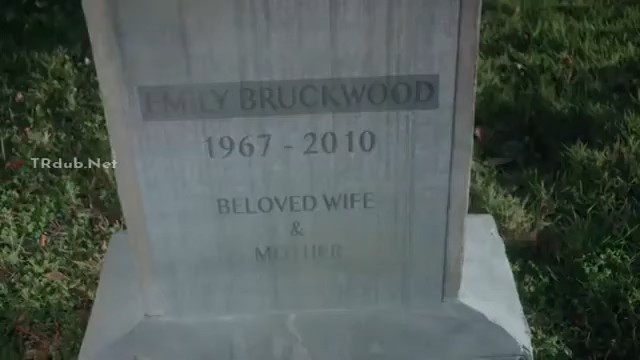 EMILY BRUCKWOOD
1967 - 2010
TRdub.Net
BELOVED WIFE
&
MOTHER